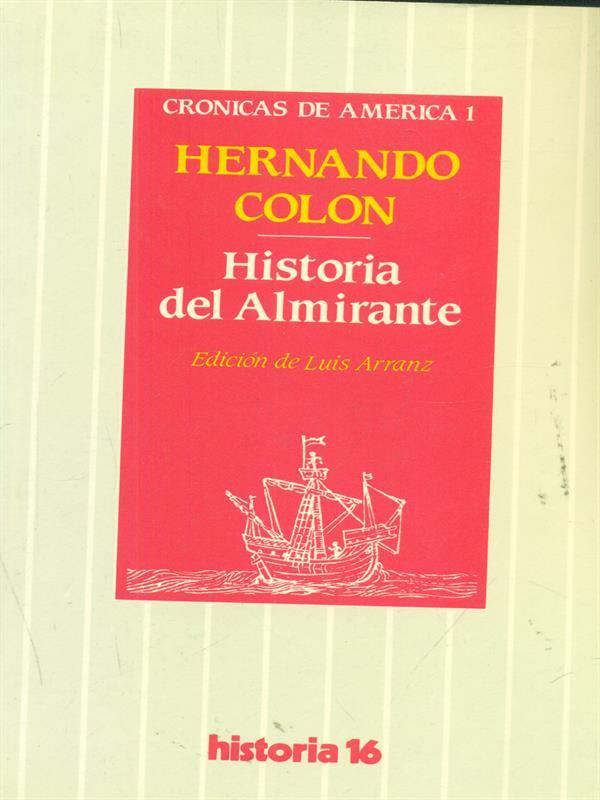 CRONICAS DE AMERICA 1
HERNANDO
COLON
Historia
del Almirante
Edición de Luis Arranz
historia 16